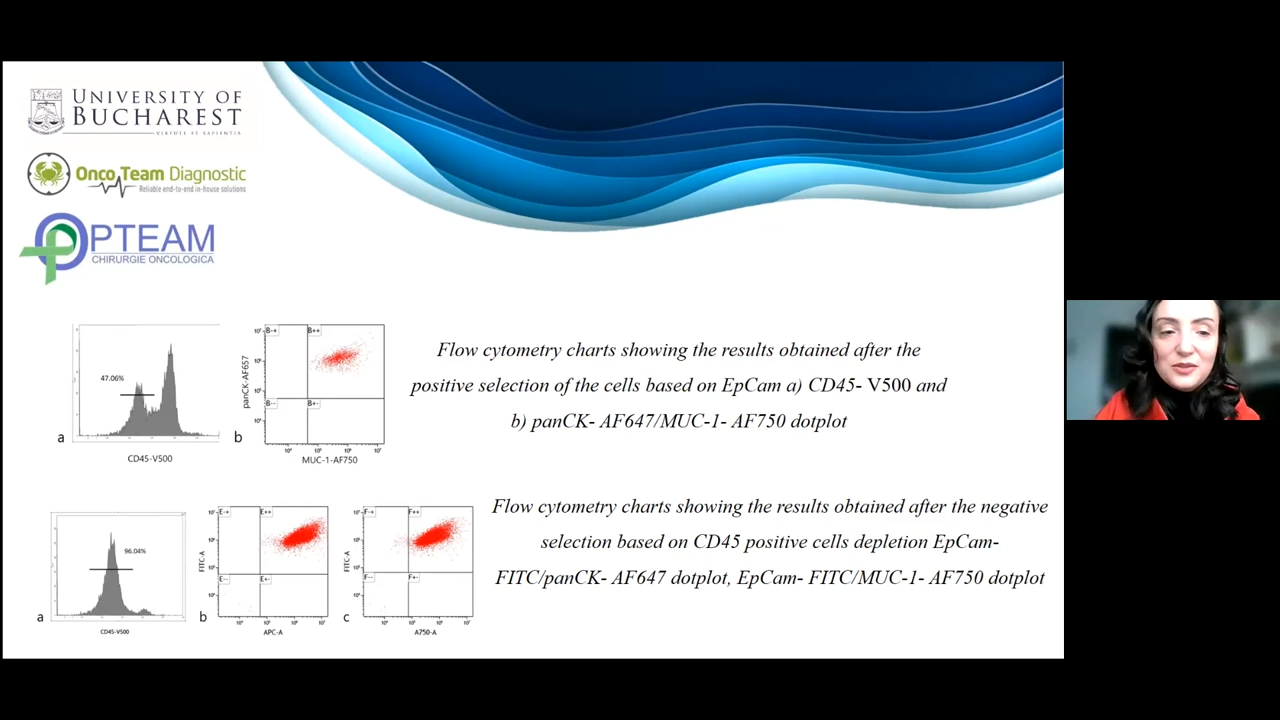 UNIVERSITY OF
BUCHAREST
VIRTUTE ET SAPIENTIA
Onco Team Diagnostic
Reliable end-to-end in-house solutions
OPTEAM
CHIRURGIE ONCOLOGICA
47.06%
a
CD45-V500
b
panCK-AF657
B-+
B++
B--
B+-
MUC-1-AF750
Flow cytometry charts showing the results obtained after the
positive selection of the cells based on EpCam a) CD45- V500 and
b) panCK- AF647/MUC-1- AF750 dotplot
96.04%
a
CD45-V500
b
FITC-A
E-+
E++
E--
E+-
APC-A
c
FITC-A
F-+
F++
F--
F+-
A750-A
Flow cytometry charts showing the results obtained after the negative
selection based on CD45 positive cells depletion EpCam-
FITC/panCK- AF647 dotplot, EpCam- FITC/MUC-1- AF750 dotplot